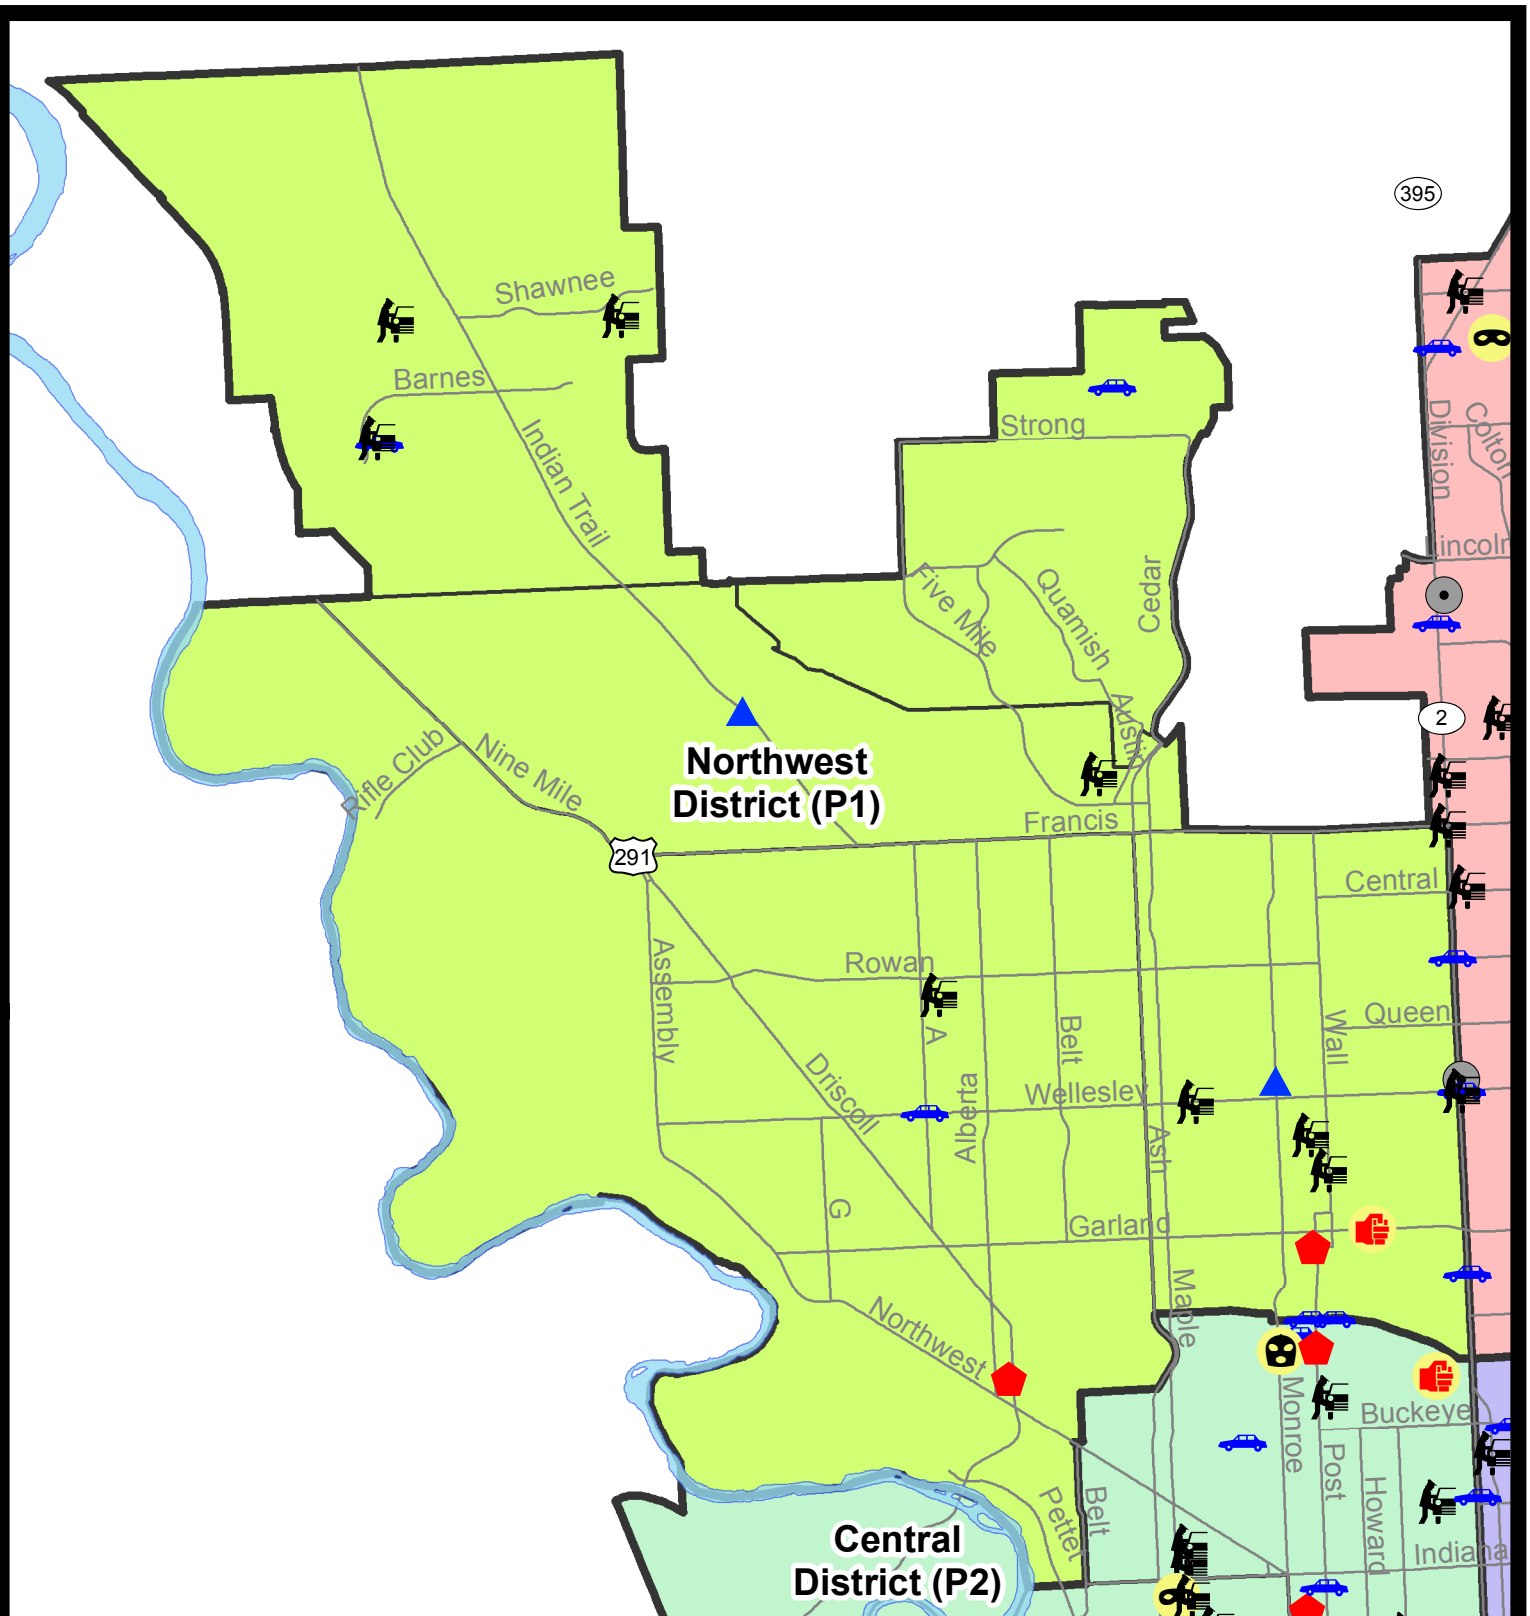 395
Shawnee
Barnes
Strong
Division
Colton
Indian Trail
Lincoln
Five Mile
Quamish
Cedar
Austin
2
Rifle Club
Nine Mile
Northwest
District (P1)
Francis
291
Central
Assembly
Rowan
A
Belt
Wall
Queen
Driscoll
Alberta
Wellesley
Ash
G
Garland
Maple
Northwest
Monroe
Buckeye
Post
Howard
Pettet
Belt
Indiana
Central
District (P2)